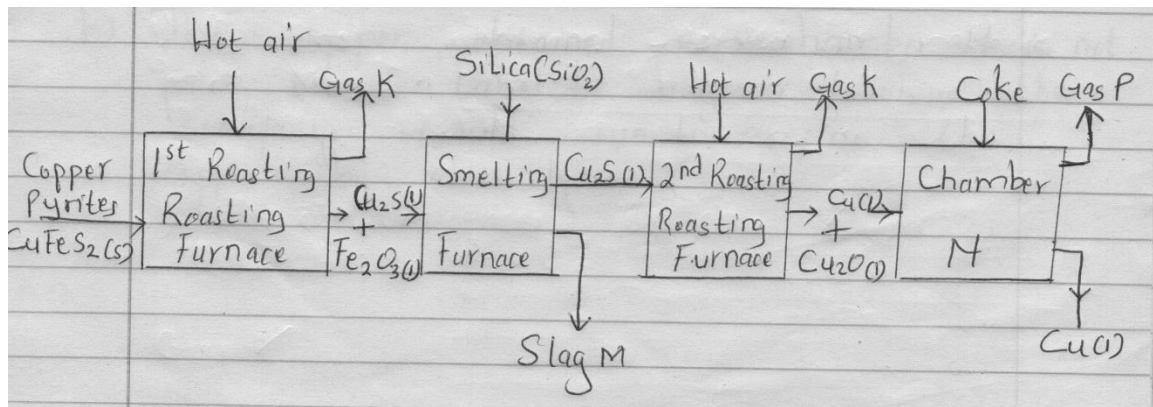 Hot air
Gas K
Silica (SiO₂)
Hot air
Gas K
Coke
Gas P
Copper
Pyrites
CuFeS₂(s)
1st Roasting
Roasting
Furnace
Cu₂S(l)
+
Fe₂O₃(l)
Smelting
Furnace
Cu₂S(l)
2nd Roasting
Roasting
Furnace
Cu(l)
+
Cu₂O(l)
Chamber
N
Slag M
Cu(l)